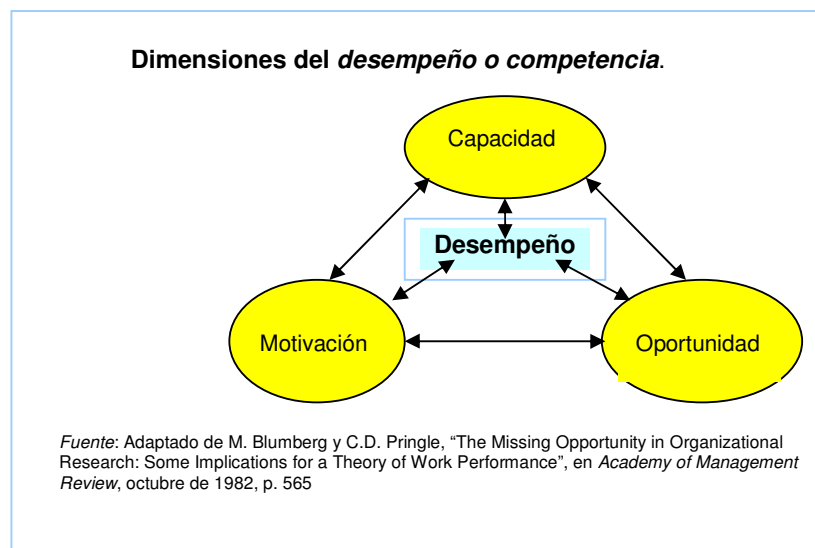 Dimensiones del desempeño o competencia.
Capacidad
Desempeño
Motivación
Oportunidad
Fuente: Adaptado de M. Blumberg y C.D. Pringle, “The Missing Opportunity in Organizational
Research: Some Implications for a Theory of Work Performance”, en Academy of Management
Review, octubre de 1982, p. 565